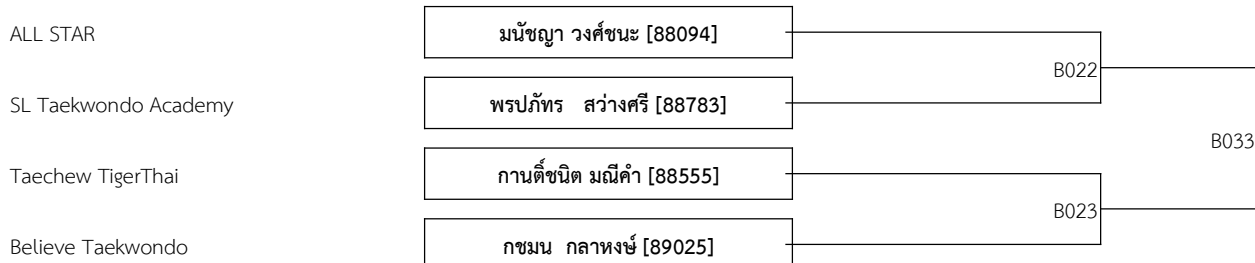 ALL STAR มนัชญา วงศ์ชนะ [88094]
B022
SL Taekwondo Academy พรปภัทร สว่างศรี [88783]
B033
Taechew TigerThai กานติ์ชนิต มณีคำ [88555]
B023
Believe Taekwondo กชมน กลาหงษ์ [89025]